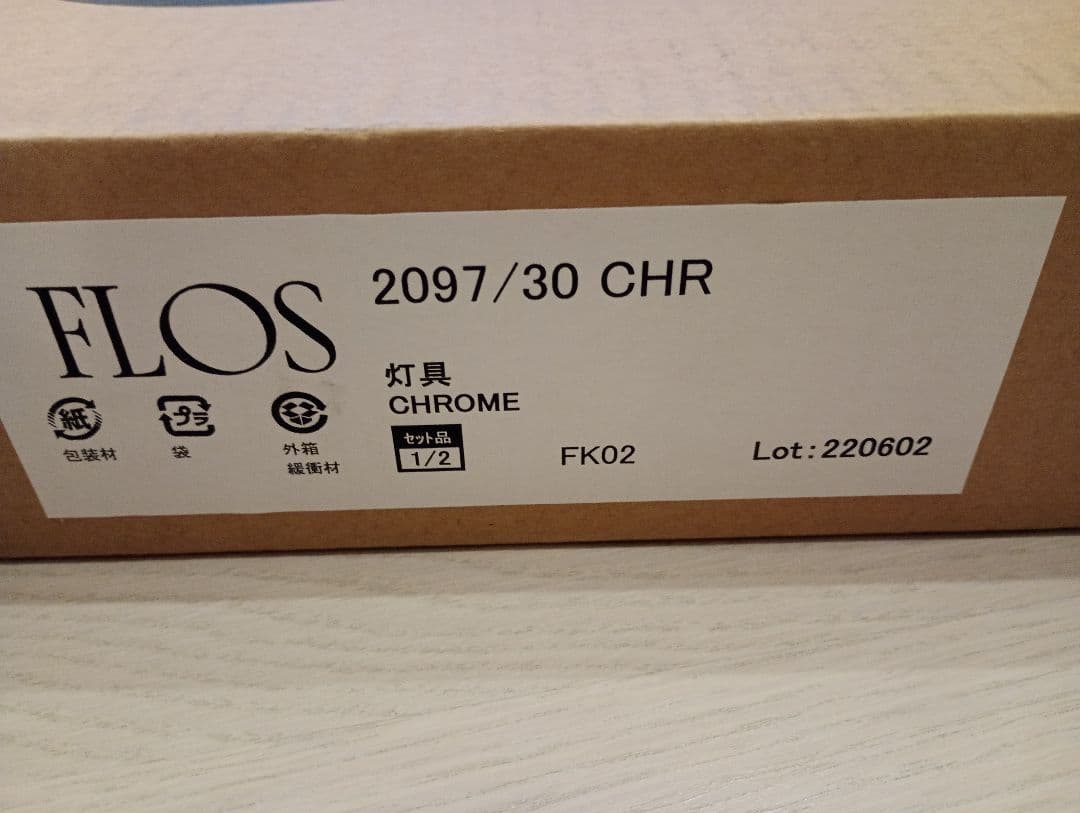 FLOS
2097/30 CHR
灯具
CHROME
セット品
1/2
FK02
Lot:220602
紙
包装材
プラ
袋
外箱
緩衝材